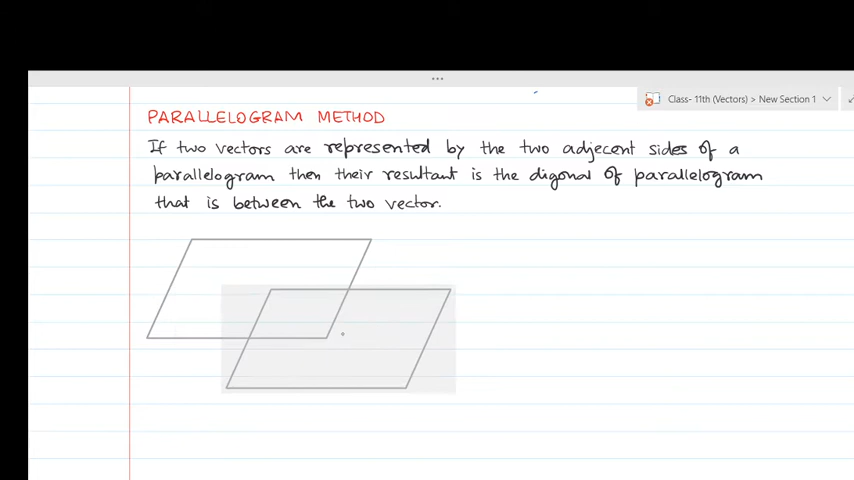 Class- 11th (Vectors) > New Section 1
PARALLELOGRAM METHOD
If two vectors are represented by the two adjecent sides of a
parallelogram then their resultant is the digonal of parallelogram
that is between the two vector.